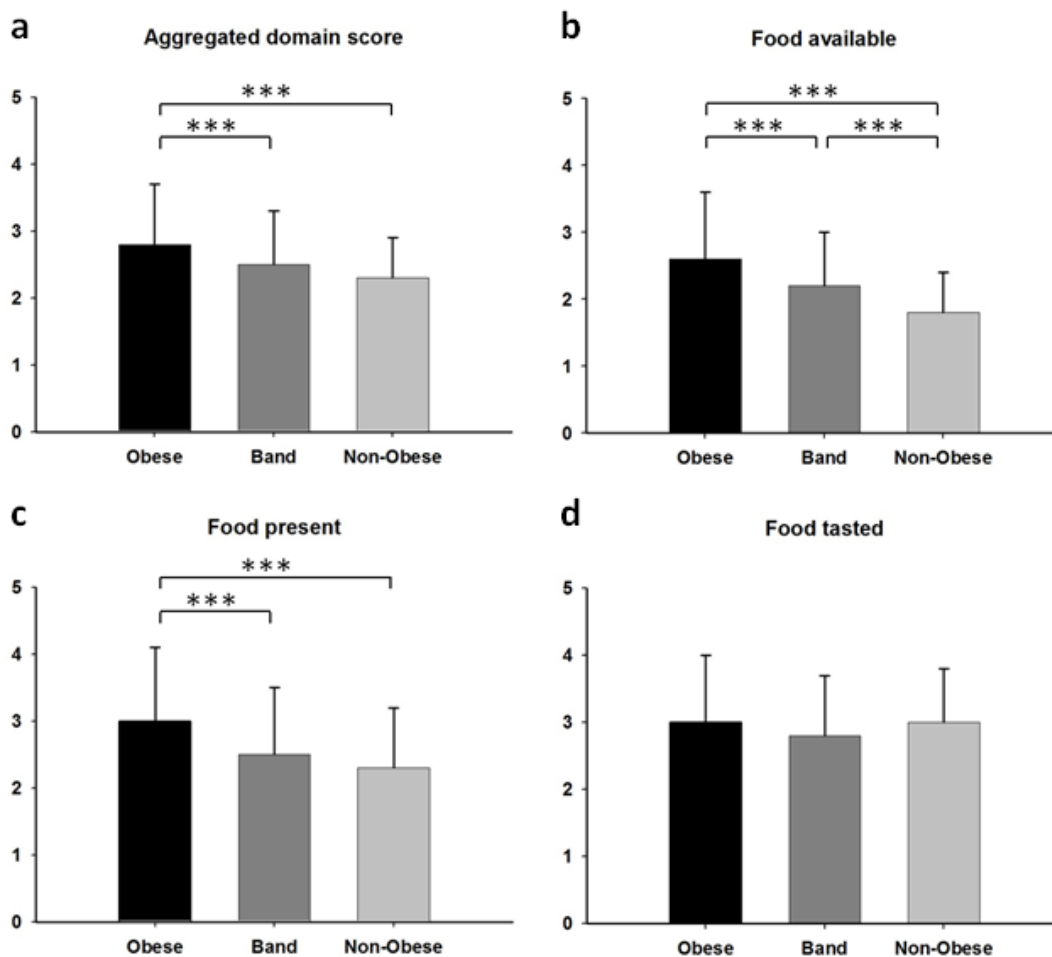 a
Aggregated domain score
5
4
3
2
1
0
***
***
Obese Band Non-Obese
b
Food available
5
4
3
2
1
0
***
*** ***
Obese Band Non-Obese
c
Food present
5
4
3
2
1
0
***
***
Obese Band Non-Obese
d
Food tasted
5
4
3
2
1
0
Obese Band Non-Obese